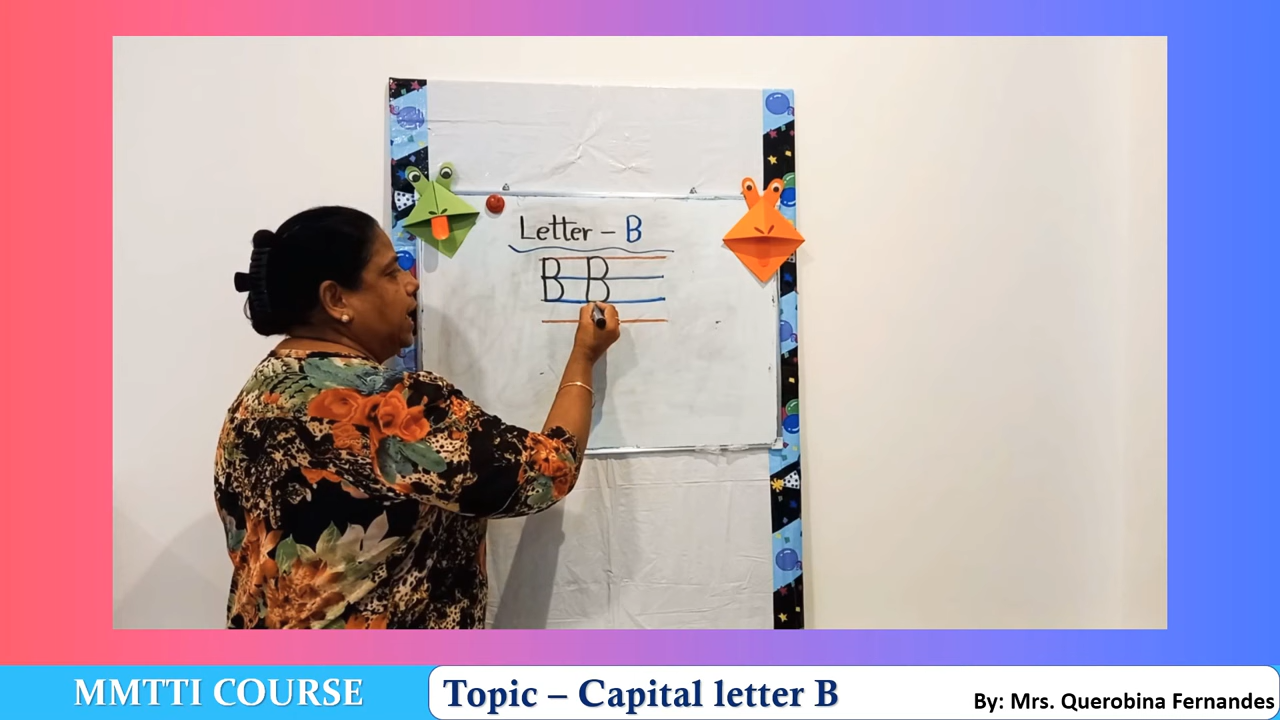 Letter - B
B B
MMTTI COURSE
Topic – Capital letter B
By: Mrs. Querobina Fernandes